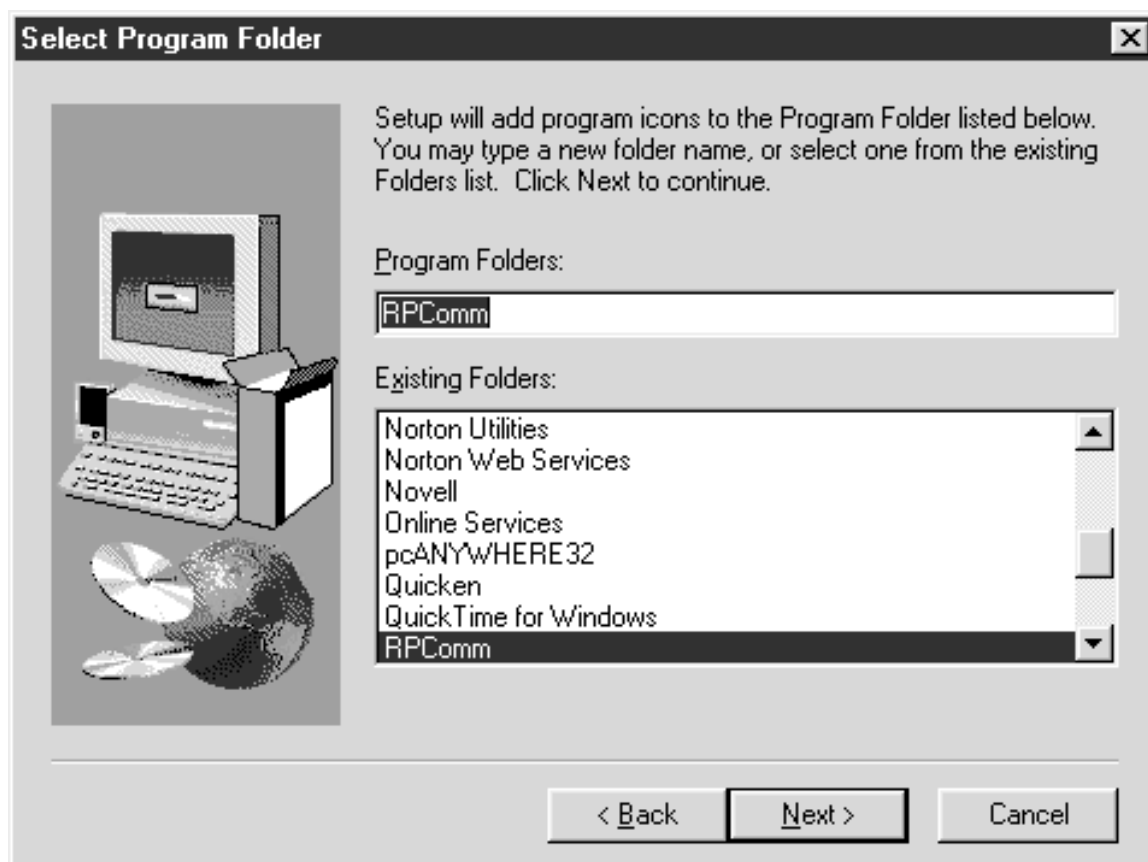 Select Program Folder
Setup will add program icons to the Program Folder listed below.
You may type a new folder name, or select one from the existing
Folders list.  Click Next to continue.
Program Folders:
RPComm
Existing Folders:
Norton Utilities
Norton Web Services
Novell
Online Services
pcANYWHERE32
Quicken
QuickTime for Windows
RPComm
< Back
Next >
Cancel